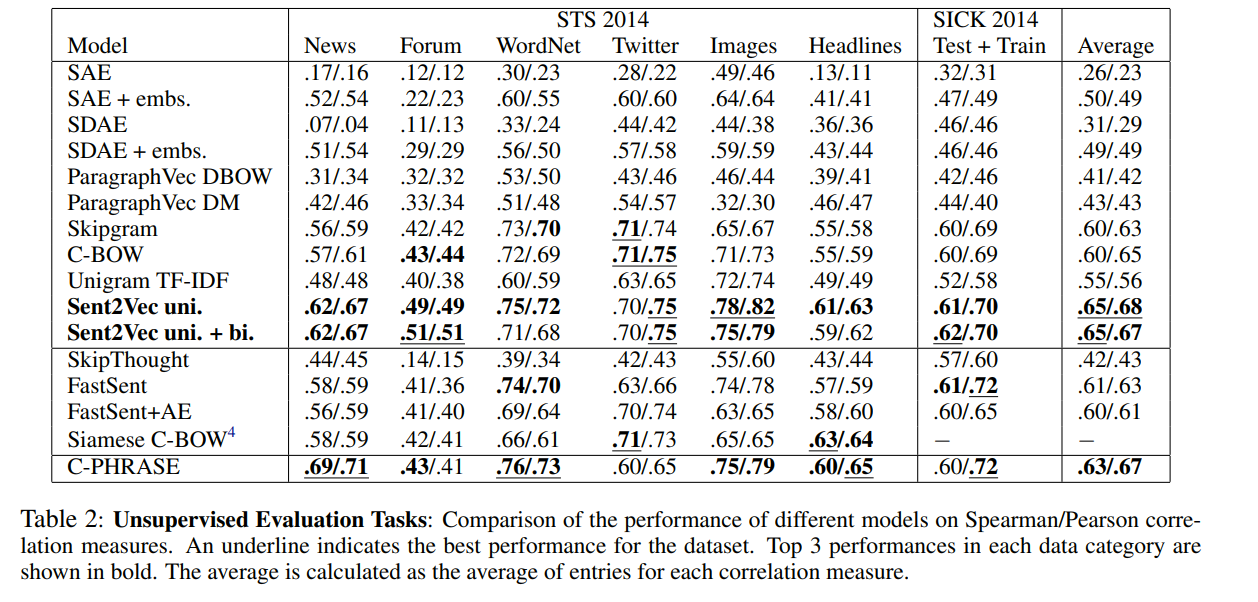 STS 2014 SICK 2014
Model News Forum WordNet Twitter Images Headlines Test + Train Average
SAE .17/.16 .12/.12 .30/.23 .28/.22 .49/.46 .13/.11 .32/.31 .26/.23
SAE + embs. .52/.54 .22/.23 .60/.55 .60/.60 .64/.64 .41/.41 .47/.49 .50/.49
SDAE .07/.04 .11/.13 .33/.24 .44/.42 .44/.38 .36/.36 .46/.46 .31/.29
SDAE + embs. .51/.54 .29/.29 .56/.50 .57/.58 .59/.59 .43/.44 .46/.46 .49/.49
ParagraphVec DBOW .31/.34 .32/.32 .53/.50 .43/.46 .46/.44 .39/.41 .42/.46 .41/.42
ParagraphVec DM .42/.46 .33/.34 .51/.48 .54/.57 .32/.30 .46/.47 .44/.40 .43/.43
Skipgram .56/.59 .42/.42 .73/.70 .71/.74 .65/.67 .55/.58 .60/.69 .60/.63
C-BOW .57/.61 .43/.44 .72/.69 .71/.75 .71/.73 .55/.59 .60/.69 .60/.65
Unigram TF-IDF .48/.48 .40/.38 .60/.59 .63/.65 .72/.74 .49/.49 .52/.58 .55/.56
Sent2Vec uni. .62/.67 .49/.49 .75/.72 .70/.75 .78/.82 .61/.63 .61/.70 .65/.68
Sent2Vec uni. + bi. .62/.67 .51/.51 .71/.68 .70/.75 .75/.79 .59/.62 .62/.70 .65/.67
SkipThought .44/.45 .14/.15 .39/.34 .42/.43 .55/.60 .43/.44 .57/.60 .42/.43
FastSent .58/.59 .41/.36 .74/.70 .63/.66 .74/.78 .57/.59 .61/.72 .61/.63
FastSent+AE .56/.59 .41/.40 .69/.64 .70/.74 .63/.65 .58/.60 .60/.65 .60/.61
Siamese C-BOW4 .58/.59 .42/.41 .66/.61 .71/.73 .65/.65 .63/.64 – –
C-PHRASE .69/.71 .43/.41 .76/.73 .60/.65 .75/.79 .60/.65 .60/.72 .63/.67
Table 2: Unsupervised Evaluation Tasks: Comparison of the performance of different models on Spearman/Pearson corre-
lation measures. An underline indicates the best performance for the dataset. Top 3 performances in each data category are
shown in bold. The average is calculated as the average of entries for each correlation measure.